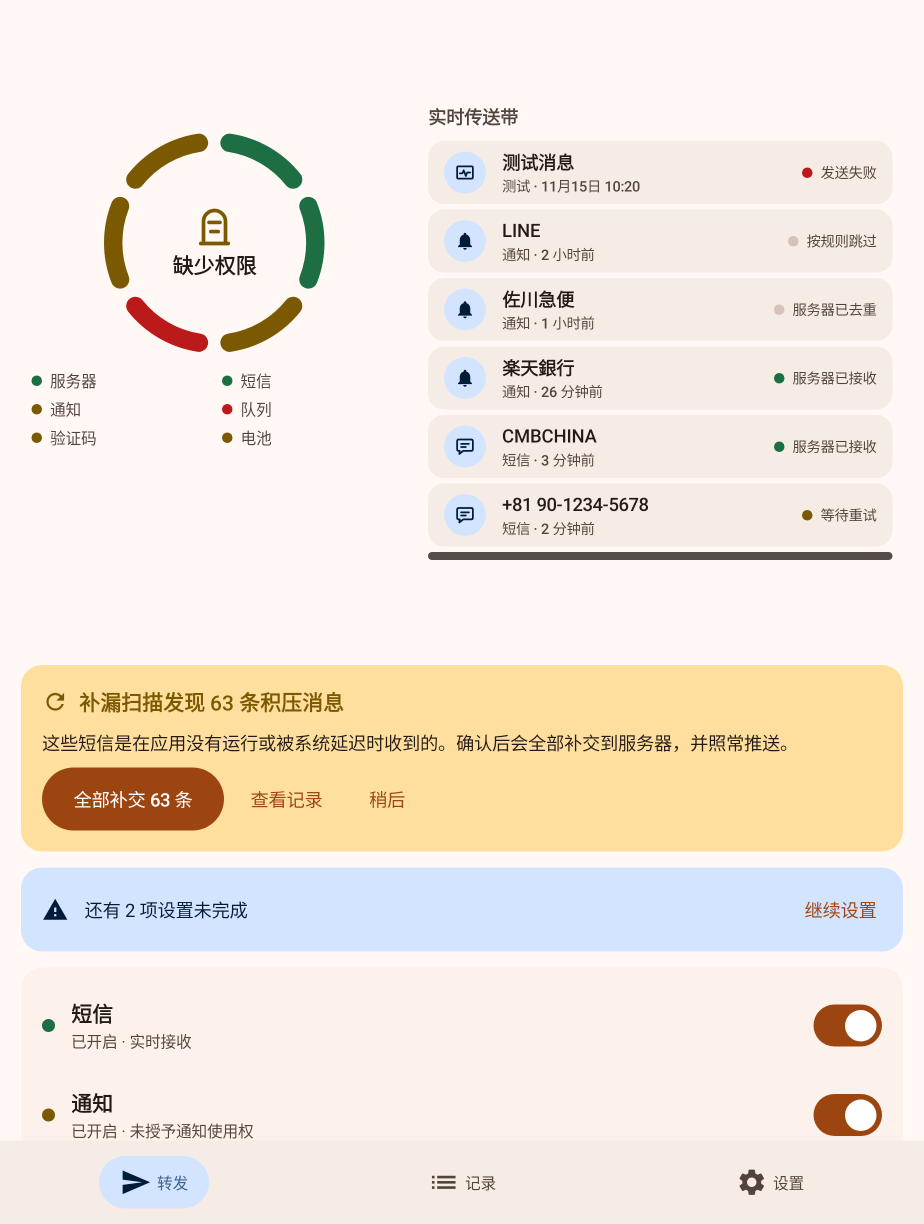 缺少权限
服务器
短信
通知
队列
验证码
电池
实时传送带
测试消息
测试 · 11月15日 10:20
发送失败
LINE
通知 · 2 小时前
按规则跳过
佐川急便
通知 · 1 小时前
服务器已去重
楽天銀行
通知 · 26 分钟前
服务器已接收
CMBCHINA
短信 · 3 分钟前
服务器已接收
+81 90-1234-5678
短信 · 2 分钟前
等待重试
补漏扫描发现 63 条积压消息
这些短信是在应用没有运行或被系统延迟时收到的。确认后会全部补交到服务器，并照常推送。
全部补交 63 条
查看记录
稍后
还有 2 项设置未完成
继续设置
短信
已开启 · 实时接收
通知
已开启 · 未授予通知使用权
转发
记录
设置